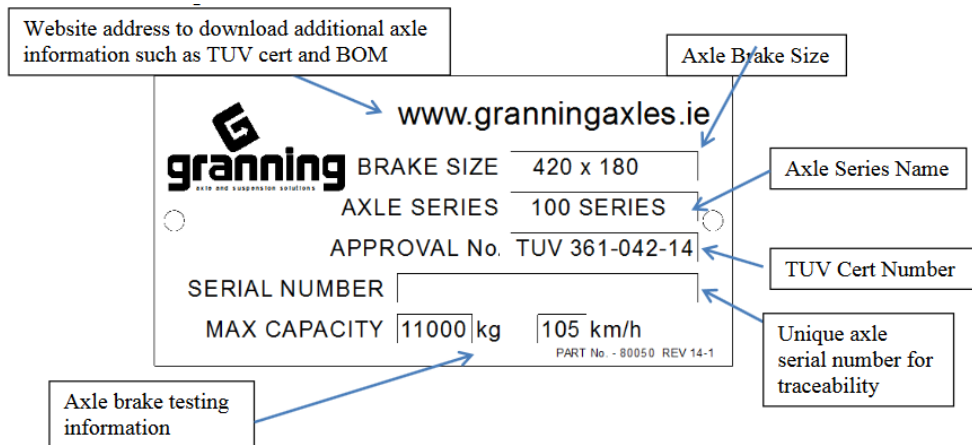 Website address to download additional axle
information such as TUV cert and BOM
Axle Brake Size
www.granningaxles.ie
granning
axle and suspension solutions
BRAKE SIZE 420 x 180
Axle Series Name
AXLE SERIES 100 SERIES
APPROVAL No. TUV 361-042-14
TUV Cert Number
SERIAL NUMBER
MAX CAPACITY 11000 kg 105 km/h
PART No. - 80050 REV 14-1
Unique axle
serial number for
traceability
Axle brake testing
information